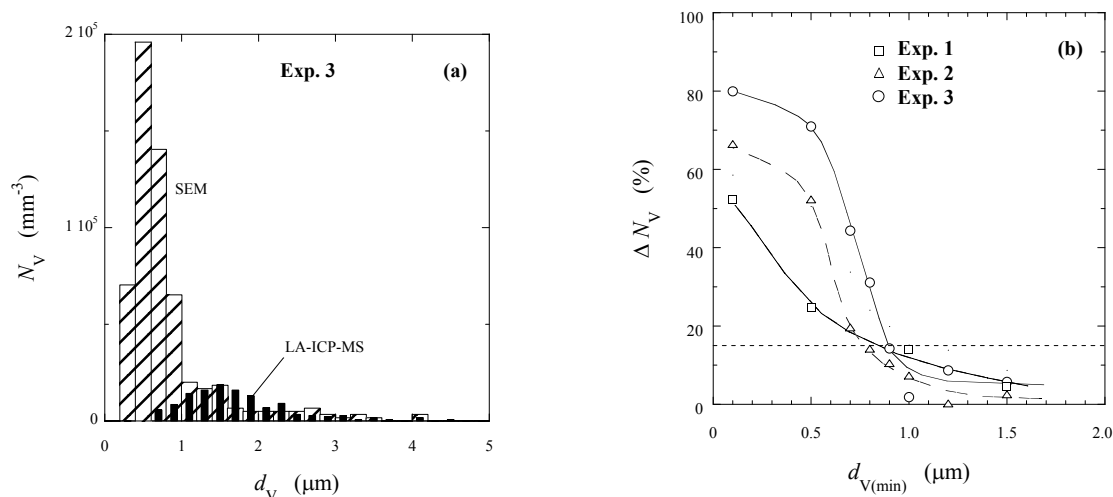 2 10⁵
1 10⁵
0
N_V (mm⁻³)
Exp. 3
(a)
SEM
LA-ICP-MS
0 1 2 3 4 5
d_V (µm)
100
80
60
40
20
0
Δ N_V (%)
Exp. 1
(b)
Exp. 2
Exp. 3
0 0.5 1.0 1.5 2.0
d_V(min) (µm)